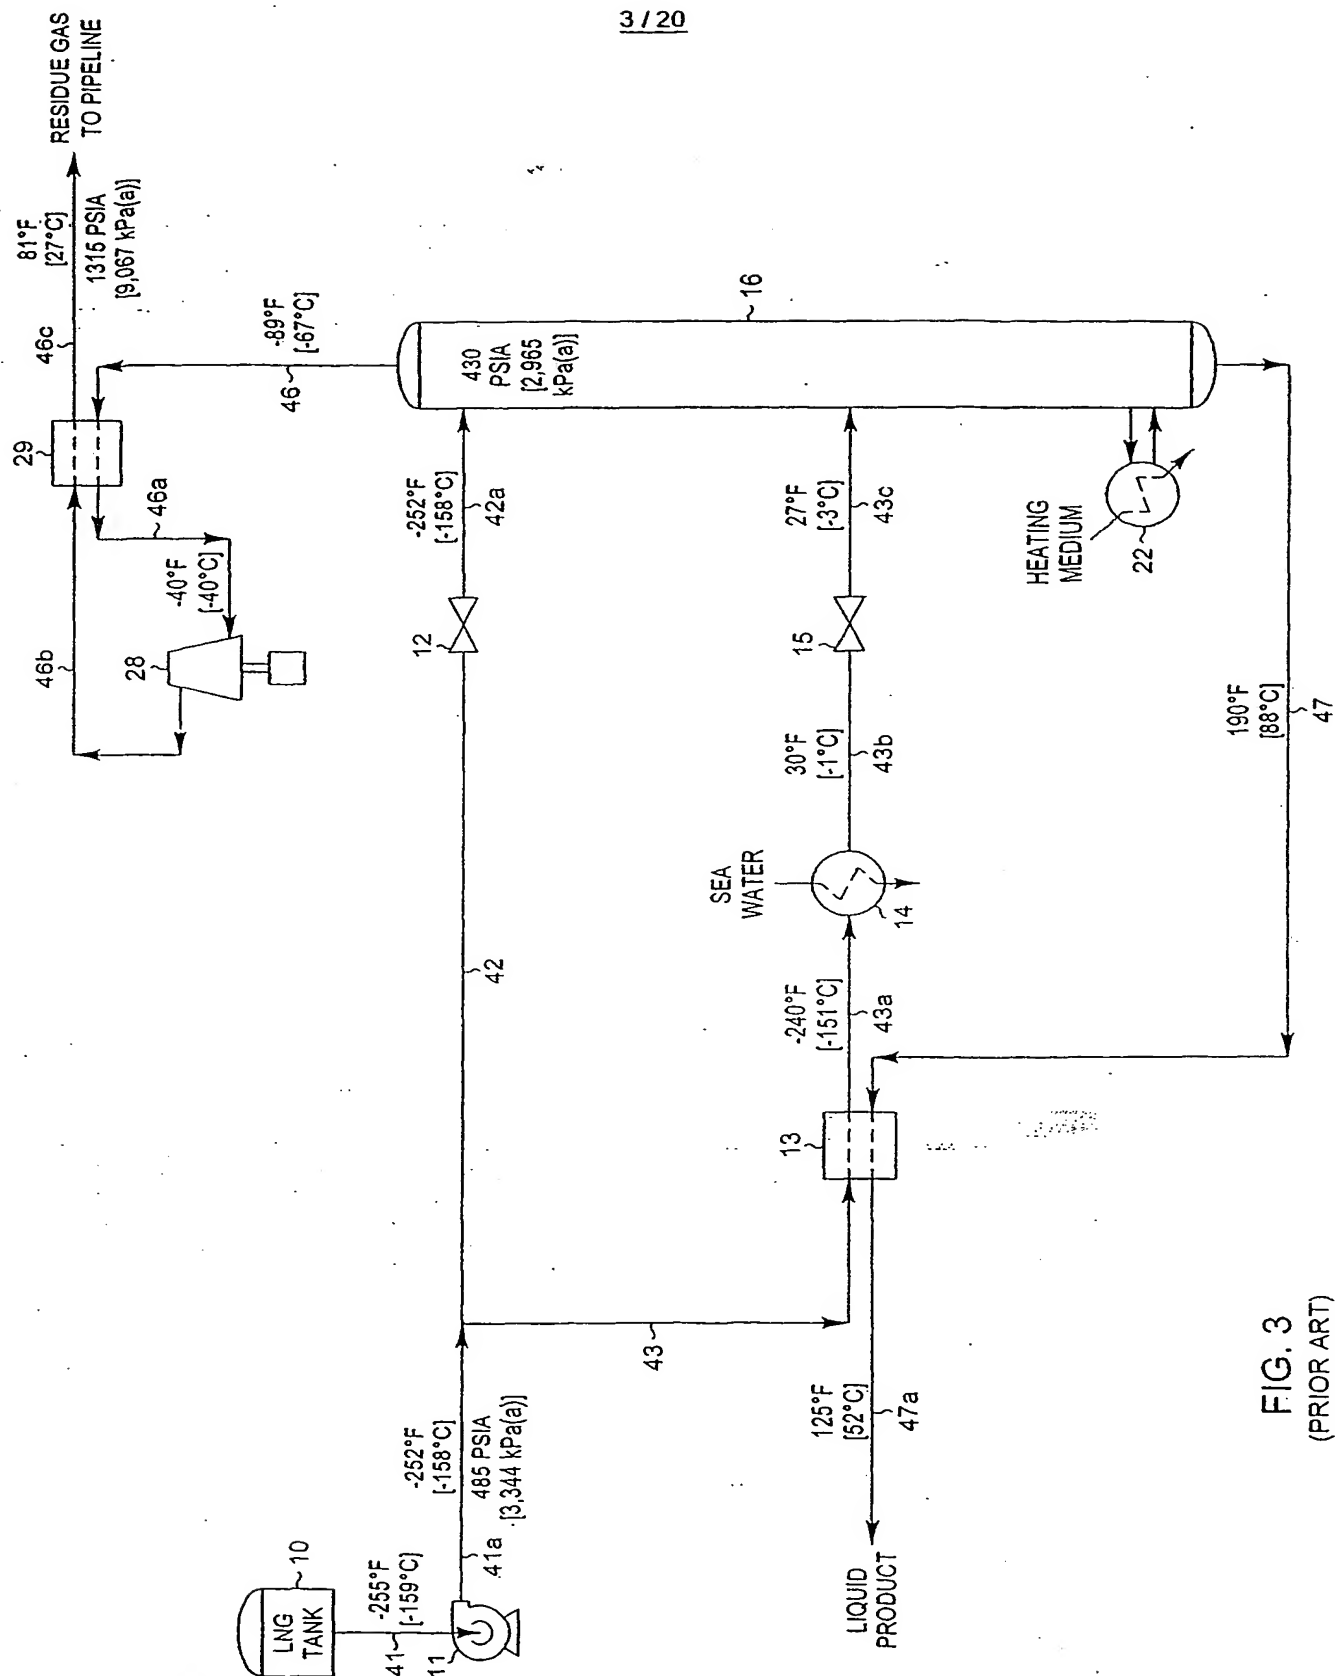 3 / 20
RESIDUE GAS
TO PIPELINE
81°F
[27°C]
1315 PSIA
[9,067 kPa(a)]
46c
29
-89°F
[-67°C]
46
46a
-40°F
[-40°C]
46b
28
16
430
PSIA
[2,965
kPa(a)]
-252°F
[-158°C]
42a
12
42
27°F
[-3°C]
43c
15
30°F
[-1°C]
43b
SEA
WATER
14
-240°F
[-151°C]
43a
13
HEATING
MEDIUM
22
190°F
[88°C]
47
43
125°F
[52°C]
47a
LIQUID
PRODUCT
-252°F
[-158°C]
485 PSIA
[3,344 kPa(a)]
41a
LNG
TANK
10
-255°F
[-159°C]
41
11
FIG. 3
(PRIOR ART)